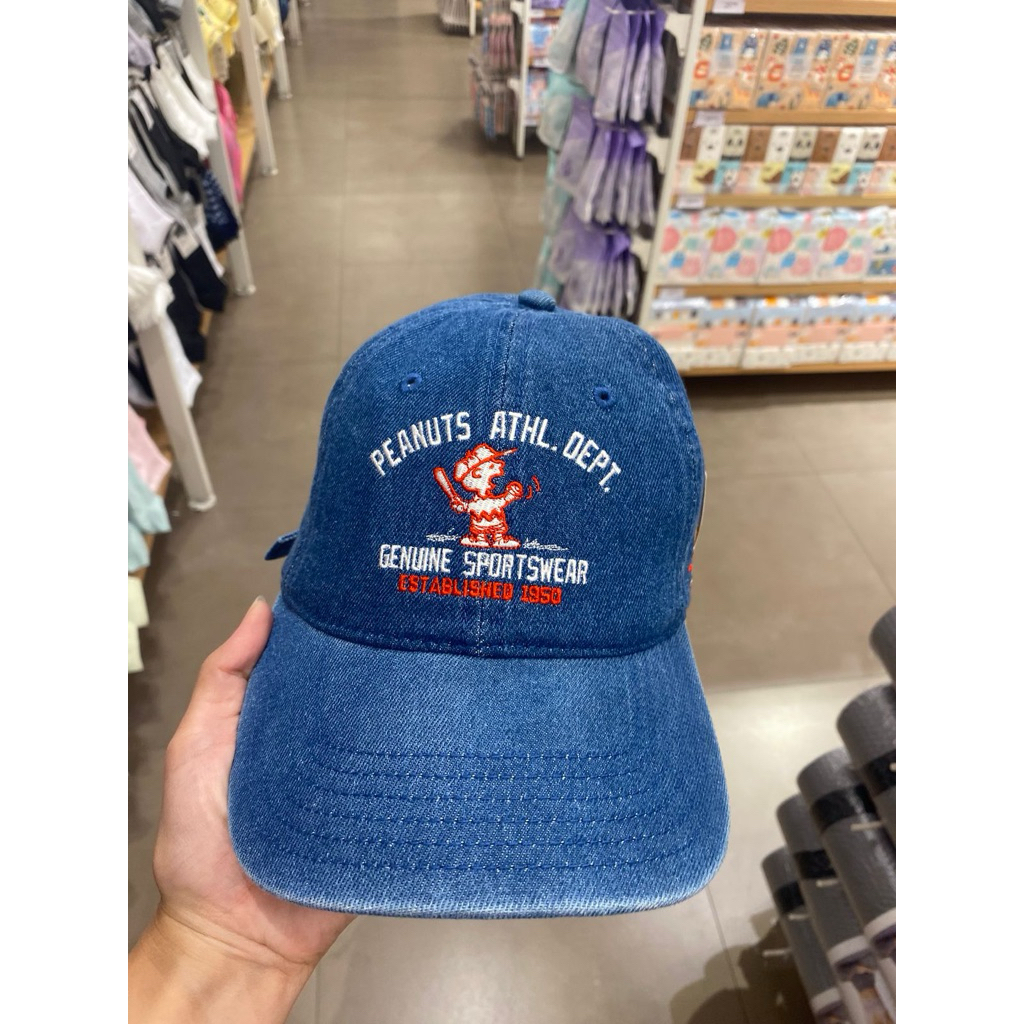 PEANUTS ATHL. DEPT.
GENUINE SPORTSWEAR
ESTABLISHED 1950